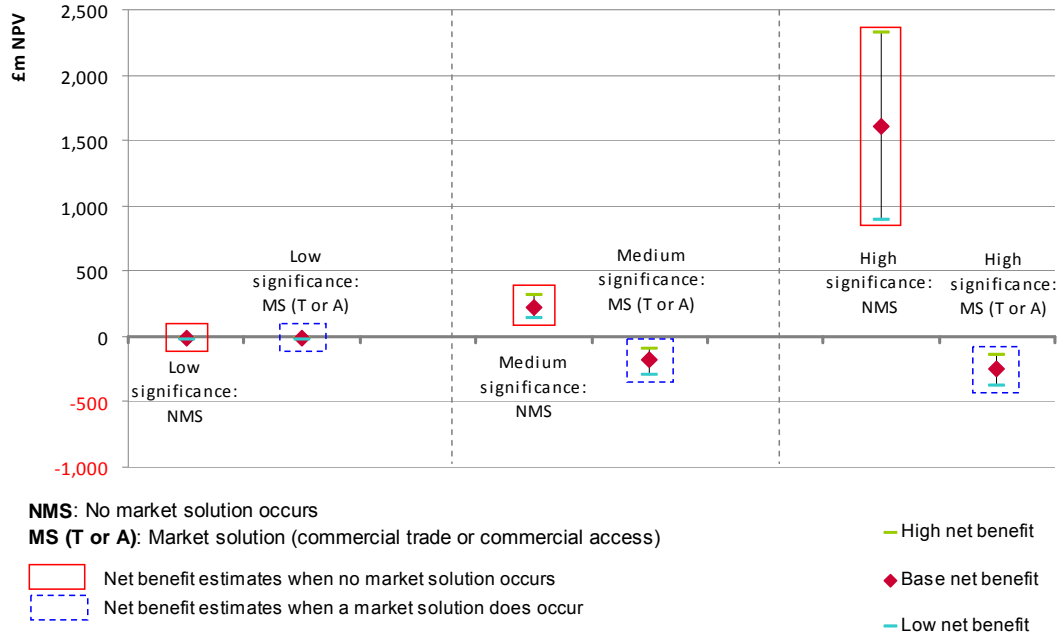 £m NPV
2,500
2,000
1,500
1,000
500
0
-500
-1,000
Low
significance:
NMS
Low
significance:
MS (T or A)
Medium
significance:
NMS
Medium
significance:
MS (T or A)
High
significance:
NMS
High
significance:
MS (T or A)
NMS: No market solution occurs
MS (T or A): Market solution (commercial trade or commercial access)
Net benefit estimates when no market solution occurs
Net benefit estimates when a market solution does occur
High net benefit
Base net benefit
Low net benefit